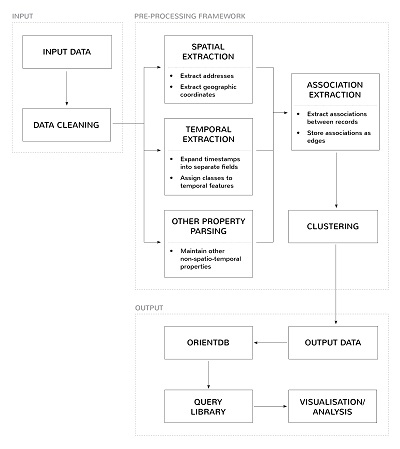 INPUT
PRE-PROCESSING FRAMEWORK
INPUT DATA
DATA CLEANING
SPATIAL
EXTRACTION
• Extract addresses
• Extract geographic
coordinates
TEMPORAL
EXTRACTION
• Expand timestamps
into separate fields
• Assign classes to
temporal features
OTHER PROPERTY
PARSING
• Maintain other
non-spatio-temporal
properties
ASSOCIATION
EXTRACTION
• Extract associations
between records
• Store associations as
edges
CLUSTERING
OUTPUT
ORIENTDB
OUTPUT DATA
QUERY
LIBRARY
VISUALISATION/
ANALYSIS